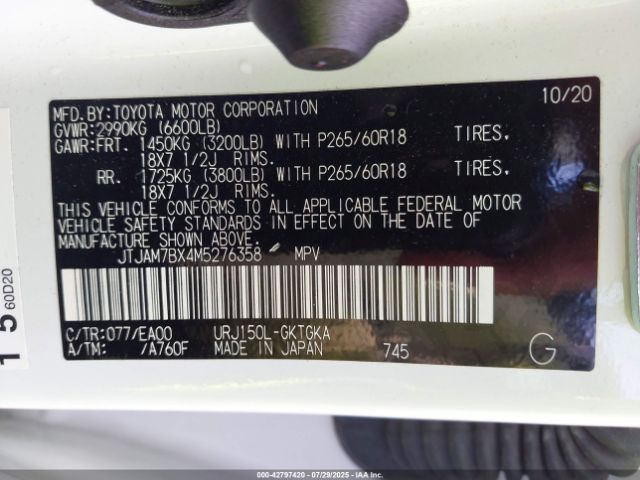 MFD.BY:TOYOTA MOTOR CORPORATION 10/20
GVWR:2990KG (6600LB)
GAWR:FRT. 1450KG (3200LB) WITH P265/60R18 TIRES,
18X7 1/2J RIMS.
RR. 1725KG (3800LB) WITH P265/60R18 TIRES,
18X7 1/2J RIMS.
THIS VEHICLE CONFORMS TO ALL APPLICABLE FEDERAL MOTOR
VEHICLE SAFETY STANDARDS IN EFFECT ON THE DATE OF
MANUFACTURE SHOWN ABOVE.
JTJAM7BX4M5276358 MPV
C/TR:077/EA00 URJ150L-GKTGKA
A/TM: /A760F MADE IN JAPAN 745 G
1 5 60D20
000-42797420 | 07/29/2025 - IAA, Inc.